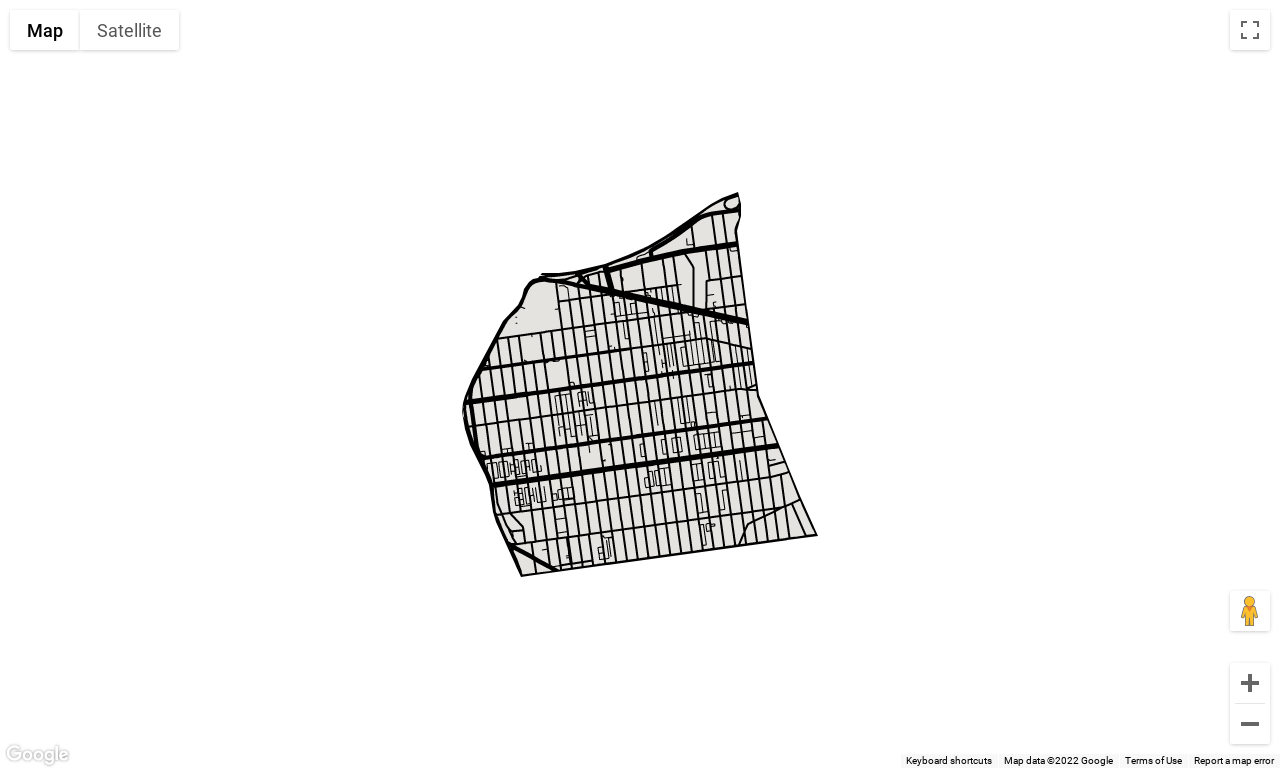 Map Satellite
Google
Keyboard shortcuts Map data ©2022 Google Terms of Use Report a map error